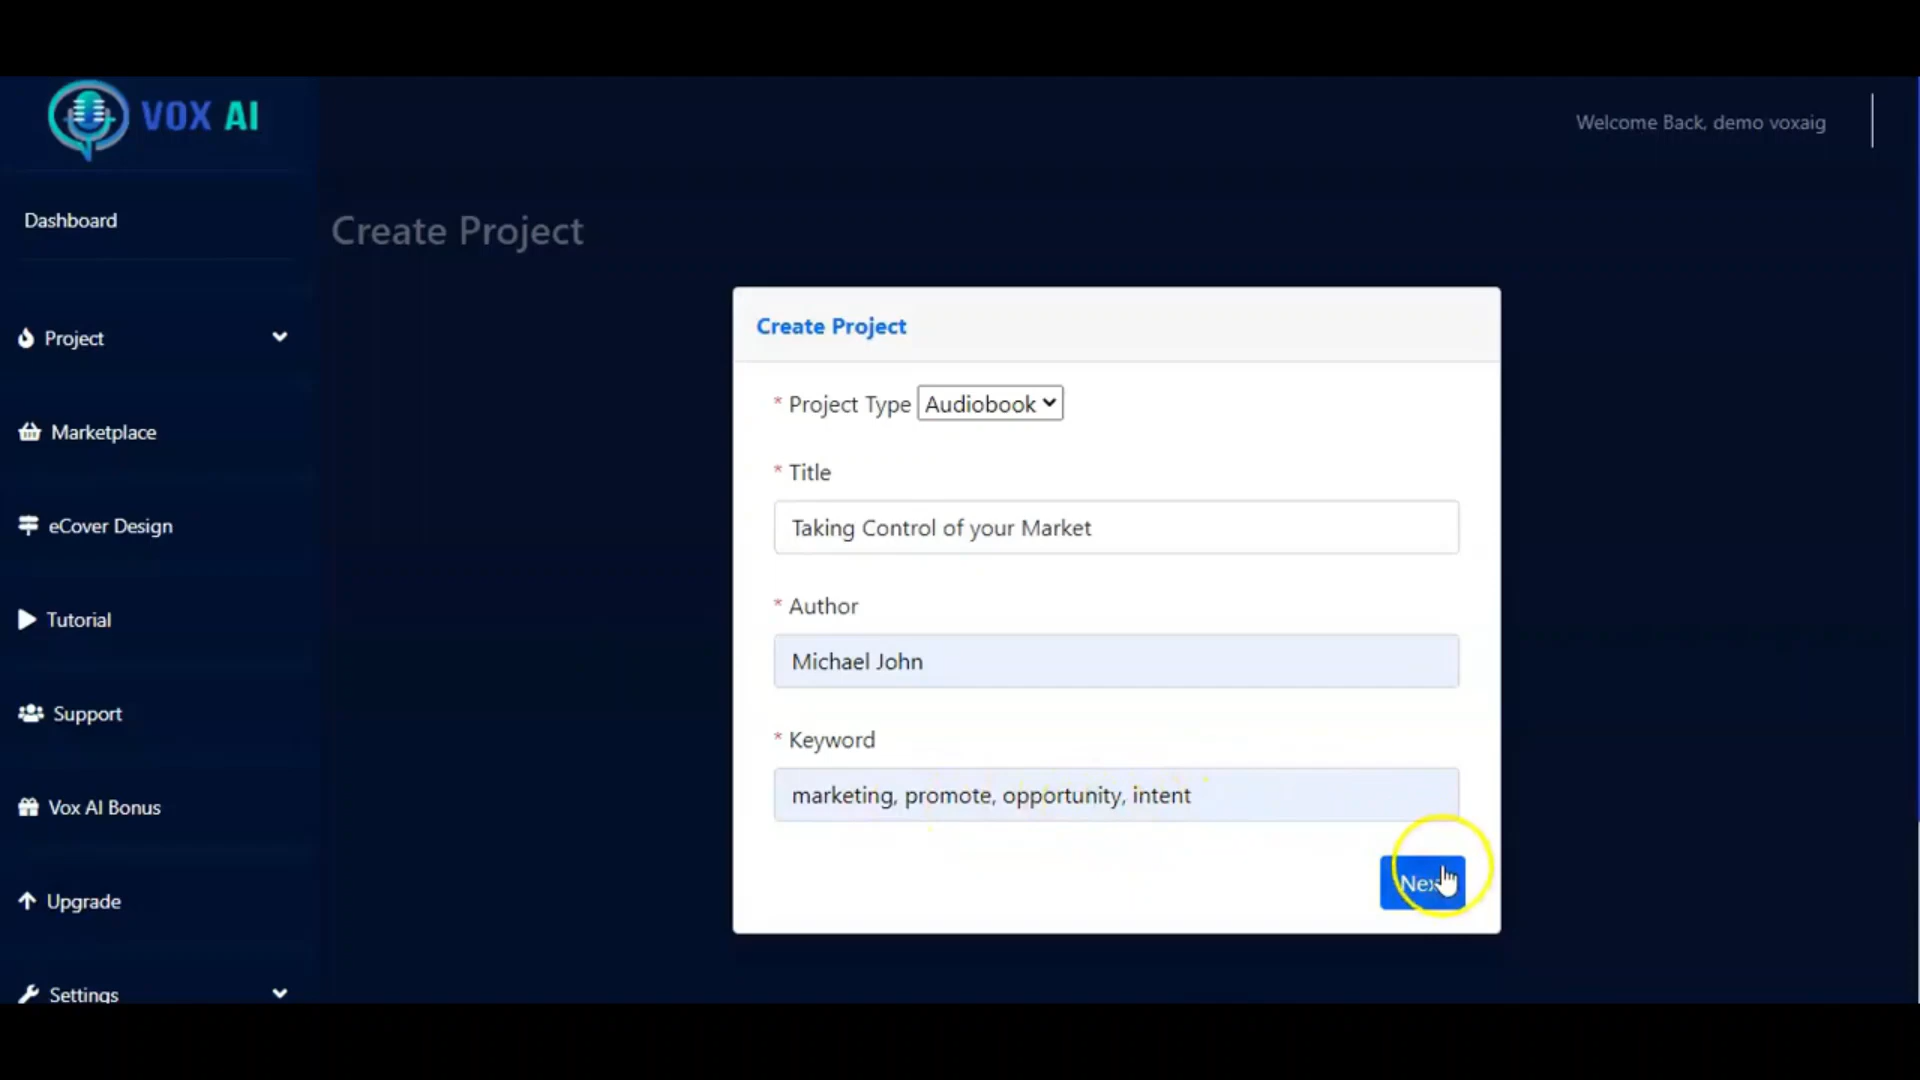 VOX AI
Welcome Back, demo voxaig
Dashboard
Create Project
Project
Marketplace
eCover Design
Tutorial
Support
Vox AI Bonus
Upgrade
Settings
Create Project
* Project Type Audiobook
* Title
Taking Control of your Market
* Author
Michael John
* Keyword
marketing, promote, opportunity, intent